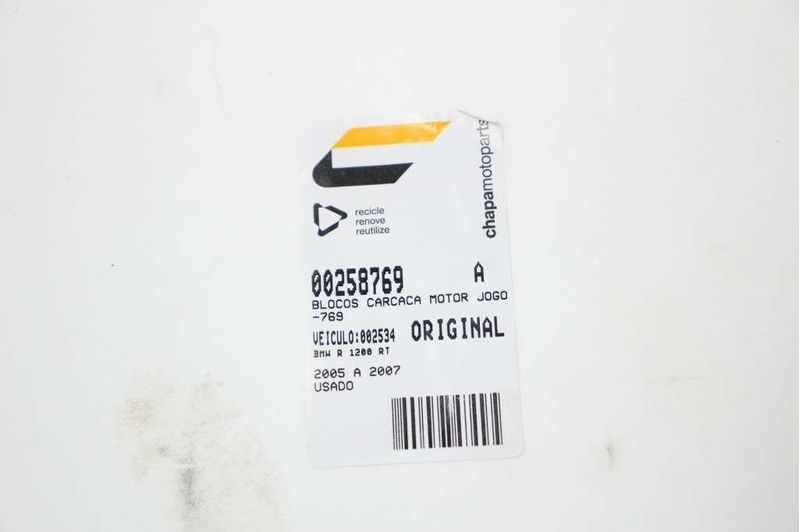 chapamotoparts
recicle
renove
reutilize
00258769 A
BLOCOS CARCACA MOTOR JOGO
-769
VEICULO:002534 ORIGINAL
BMW R 1200 RT
2005 A 2007
USADO